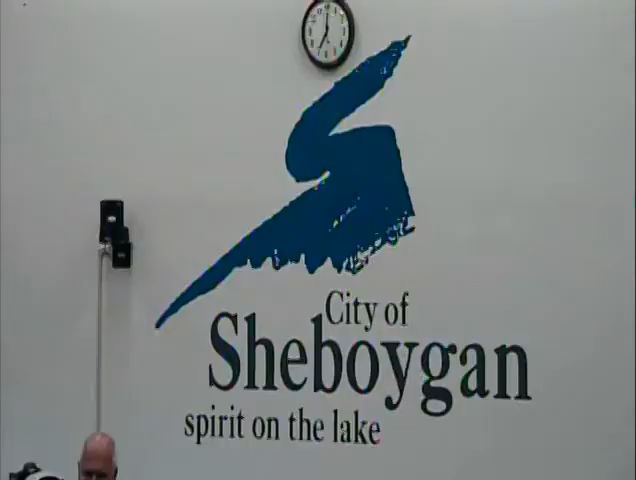 City of
Sheboygan
spirit on the lake